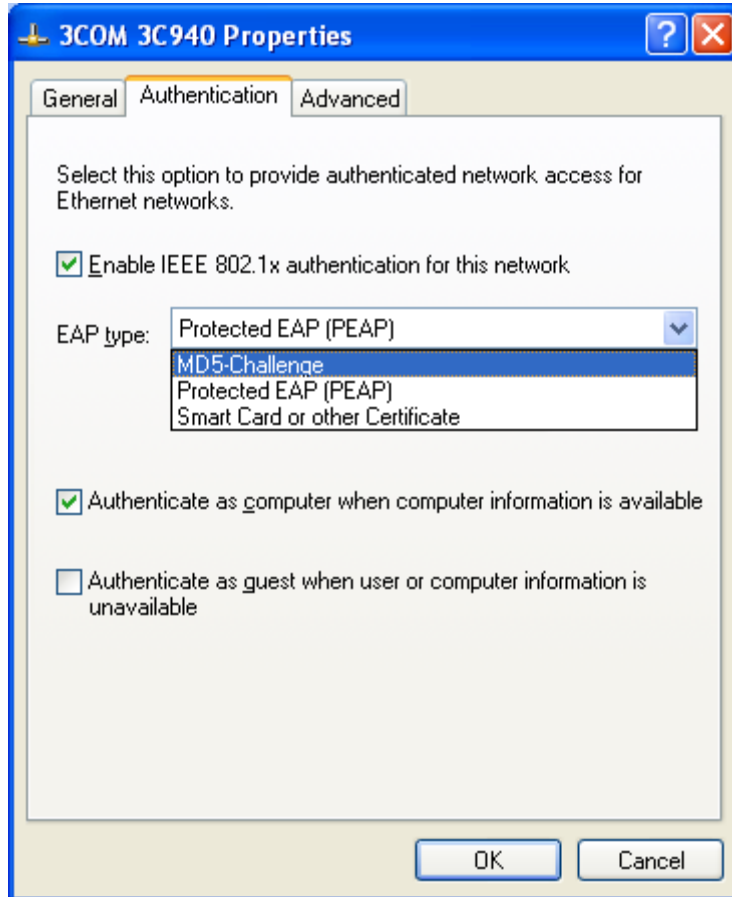 3COM 3C940 Properties
General Authentication Advanced
Select this option to provide authenticated network access for
Ethernet networks.
Enable IEEE 802.1x authentication for this network
EAP type: Protected EAP (PEAP)
MD5-Challenge
Protected EAP (PEAP)
Smart Card or other Certificate
Authenticate as computer when computer information is available
Authenticate as guest when user or computer information is
unavailable
OK Cancel